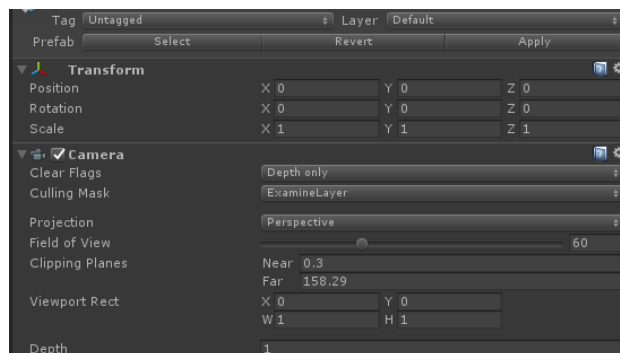 Tag Untagged Layer Default
Prefab Select Revert Apply
Transform
Position X 0 Y 0 Z 0
Rotation X 0 Y 0 Z 0
Scale X 1 Y 1 Z 1
Camera
Clear Flags Depth only
Culling Mask ExamineLayer
Projection Perspective
Field of View 60
Clipping Planes Near 0.3
Far 158.29
Viewport Rect X 0 Y 0
W 1 H 1
Depth 1